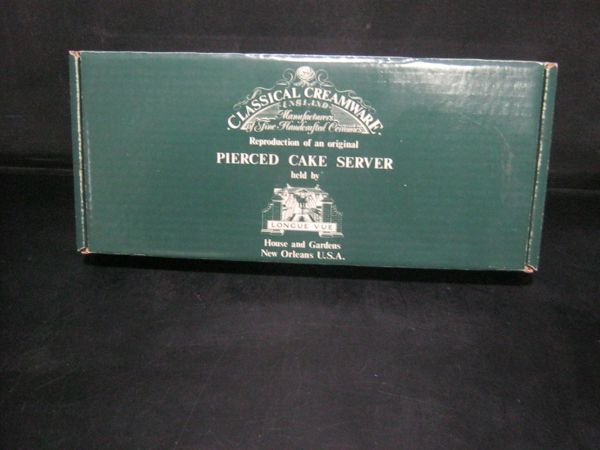 CLASSICAL CREAMWARE
ENGLAND
Manufacturers
of Fine Handcrafted Ceramics
Reproduction of an original
PIERCED CAKE SERVER
held by
LONGUE VUE
House and Gardens
New Orleans U.S.A.